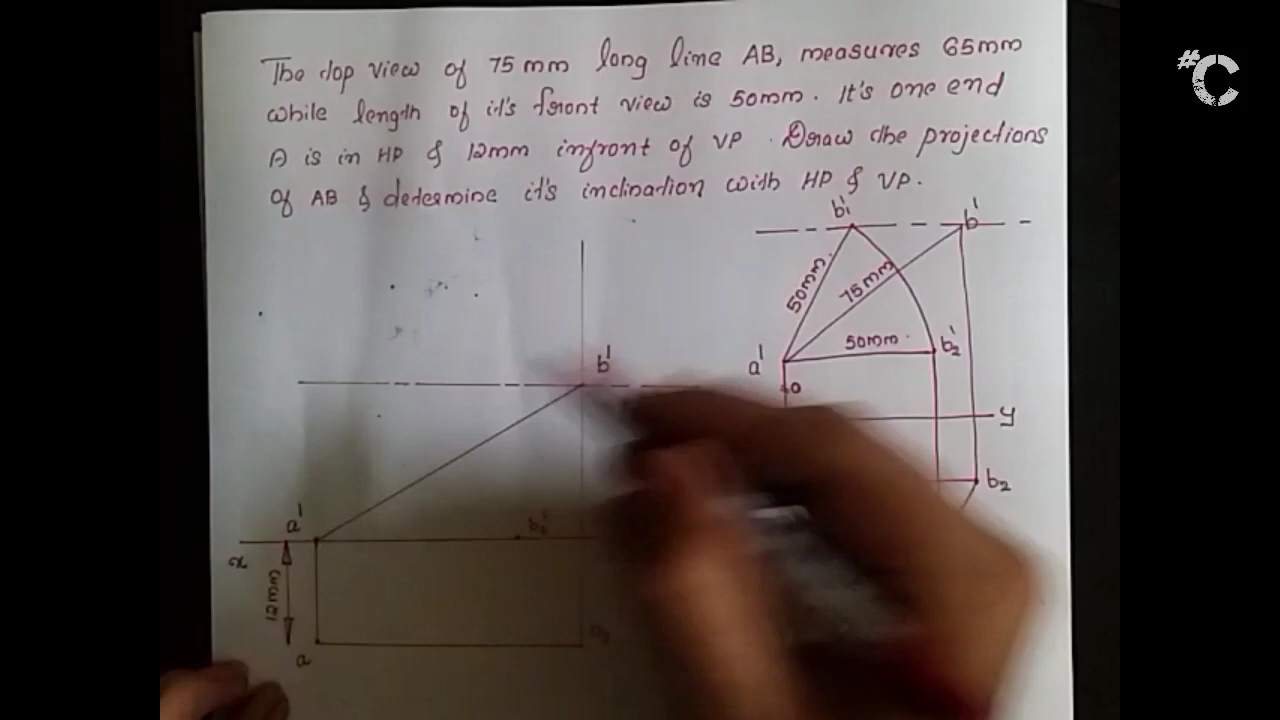 The top view of 75mm long line AB, measures 65mm
while length of it's front view is 50mm. It's one end
A is in HP & 12mm infront of VP. Draw the projections
of AB & determine it's inclination with HP & VP.
#C
b1'
b'
50mm.
75mm
50mm.
a'
b2'
o
y
b2
b'
a'
b2'
x
12mm
a